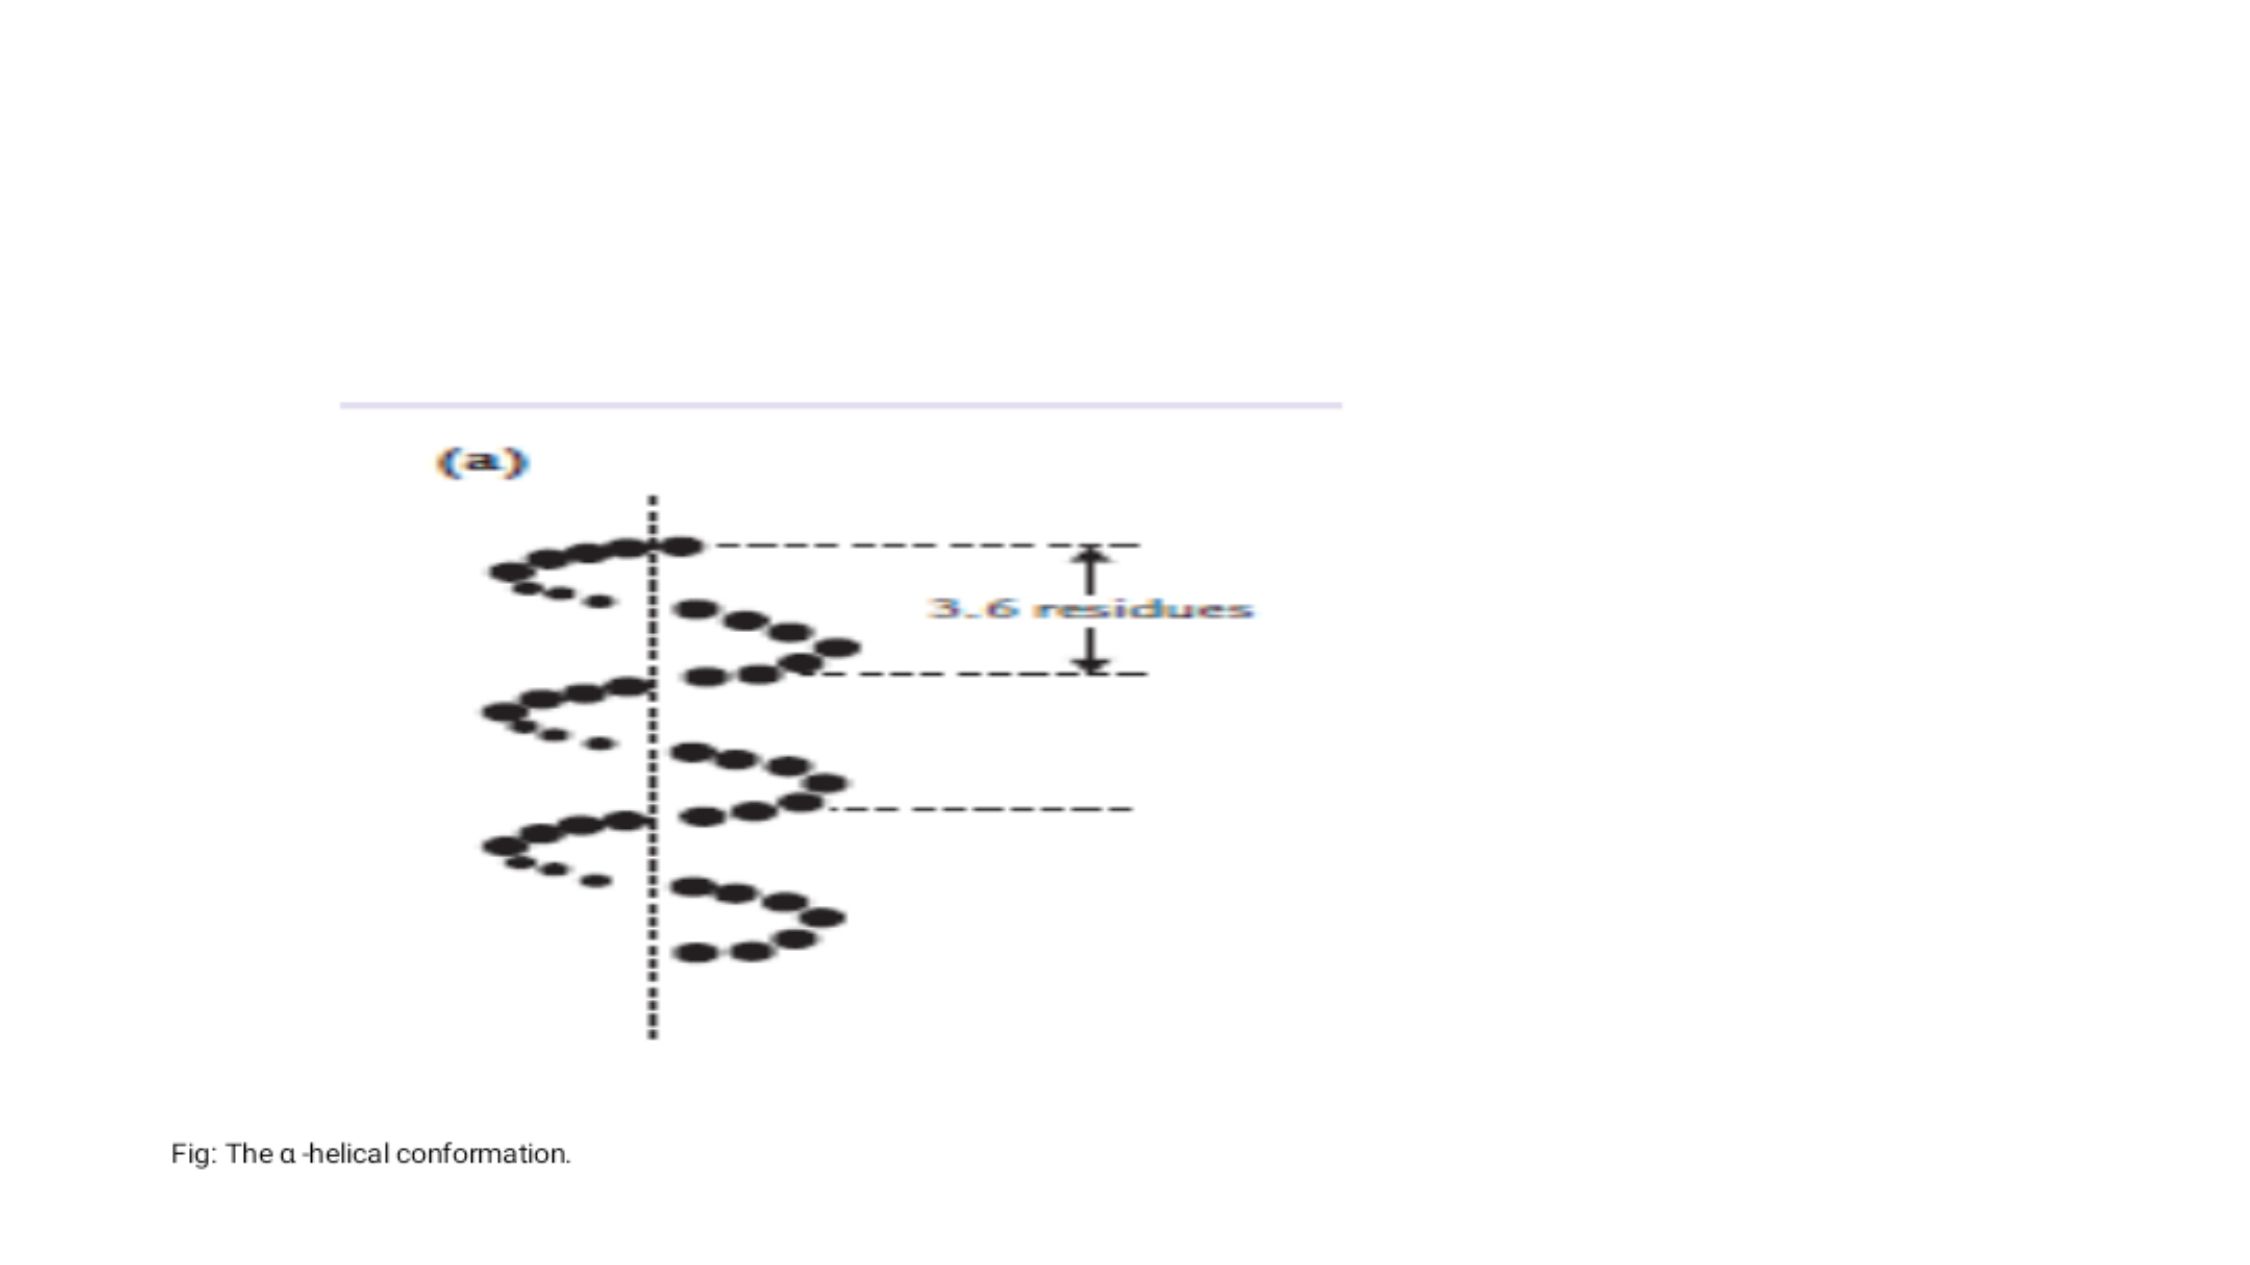 (a)
3.6 residues
Fig: The α -helical conformation.